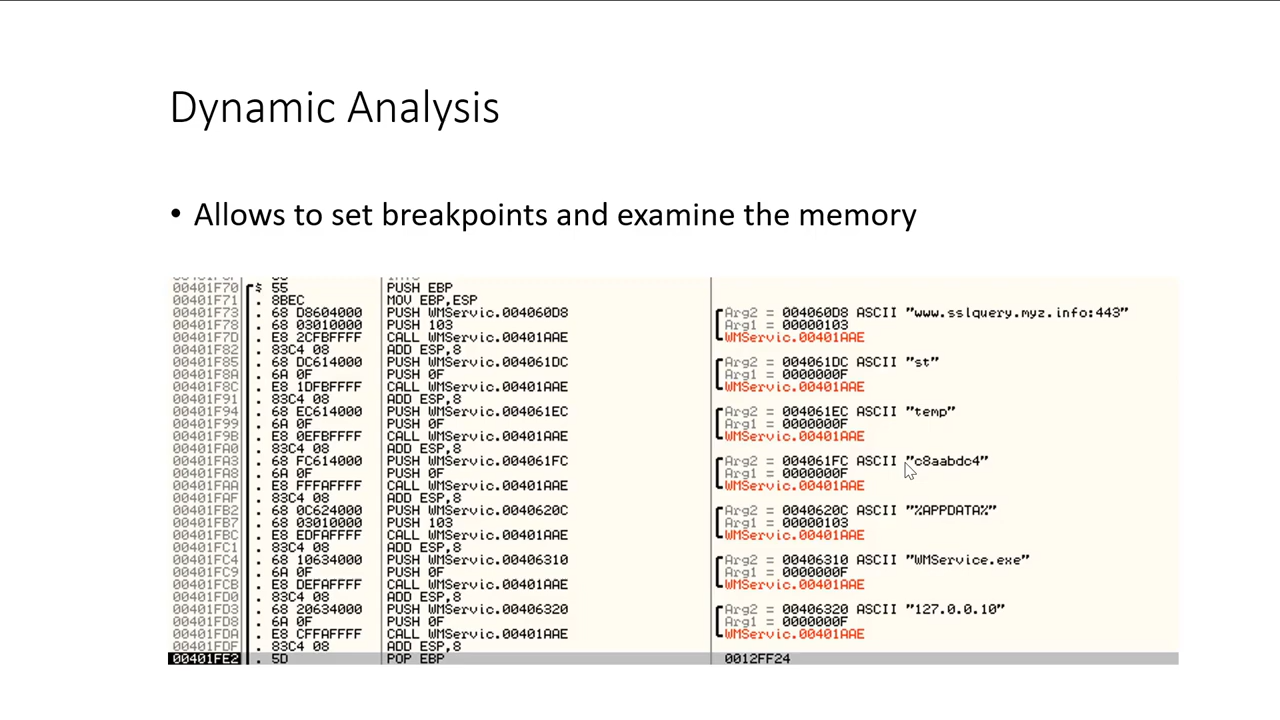 Dynamic Analysis
• Allows to set breakpoints and examine the memory
00401F70 $ 55 PUSH EBP
00401F71 . 8BEC MOV EBP,ESP
00401F73 . 68 D8604000 PUSH WMServic.004060D8 Arg2 = 004060D8 ASCII "www.sslquery.myz.info:443"
00401F78 . 68 03010000 PUSH 103 Arg1 = 00000103
00401F7D . E8 2CFBFFFF CALL WMServic.00401AAE WMServic.00401AAE
00401F82 . 83C4 08 ADD ESP,8
00401F85 . 68 DC614000 PUSH WMServic.004061DC Arg2 = 004061DC ASCII "st"
00401F8A . 6A 0F PUSH 0F Arg1 = 0000000F
00401F8C . E8 1DFBFFFF CALL WMServic.00401AAE WMServic.00401AAE
00401F91 . 83C4 08 ADD ESP,8
00401F94 . 68 EC614000 PUSH WMServic.004061EC Arg2 = 004061EC ASCII "temp"
00401F99 . 6A 0F PUSH 0F Arg1 = 0000000F
00401F9B . E8 0EFBFFFF CALL WMServic.00401AAE WMServic.00401AAE
00401FA0 . 83C4 08 ADD ESP,8
00401FA3 . 68 FC614000 PUSH WMServic.004061FC Arg2 = 004061FC ASCII "c8aabdc4"
00401FA8 . 6A 0F PUSH 0F Arg1 = 0000000F
00401FAA . E8 FFFAFFFF CALL WMServic.00401AAE WMServic.00401AAE
00401FAF . 83C4 08 ADD ESP,8
00401FB2 . 68 0C624000 PUSH WMServic.0040620C Arg2 = 0040620C ASCII "%APPDATA%"
00401FB7 . 68 03010000 PUSH 103 Arg1 = 00000103
00401FBC . E8 EDFAFFFF CALL WMServic.00401AAE WMServic.00401AAE
00401FC1 . 83C4 08 ADD ESP,8
00401FC4 . 68 10634000 PUSH WMServic.00406310 Arg2 = 00406310 ASCII "WMService.exe"
00401FC9 . 6A 0F PUSH 0F Arg1 = 0000000F
00401FCB . E8 DEFAFFFF CALL WMServic.00401AAE WMServic.00401AAE
00401FD0 . 83C4 08 ADD ESP,8
00401FD3 . 68 20634000 PUSH WMServic.00406320 Arg2 = 00406320 ASCII "127.0.0.10"
00401FD8 . 6A 0F PUSH 0F Arg1 = 0000000F
00401FDA . E8 CFFAFFFF CALL WMServic.00401AAE WMServic.00401AAE
00401FDF . 83C4 08 ADD ESP,8
00401FE2 . 5D POP EBP 0012FF24